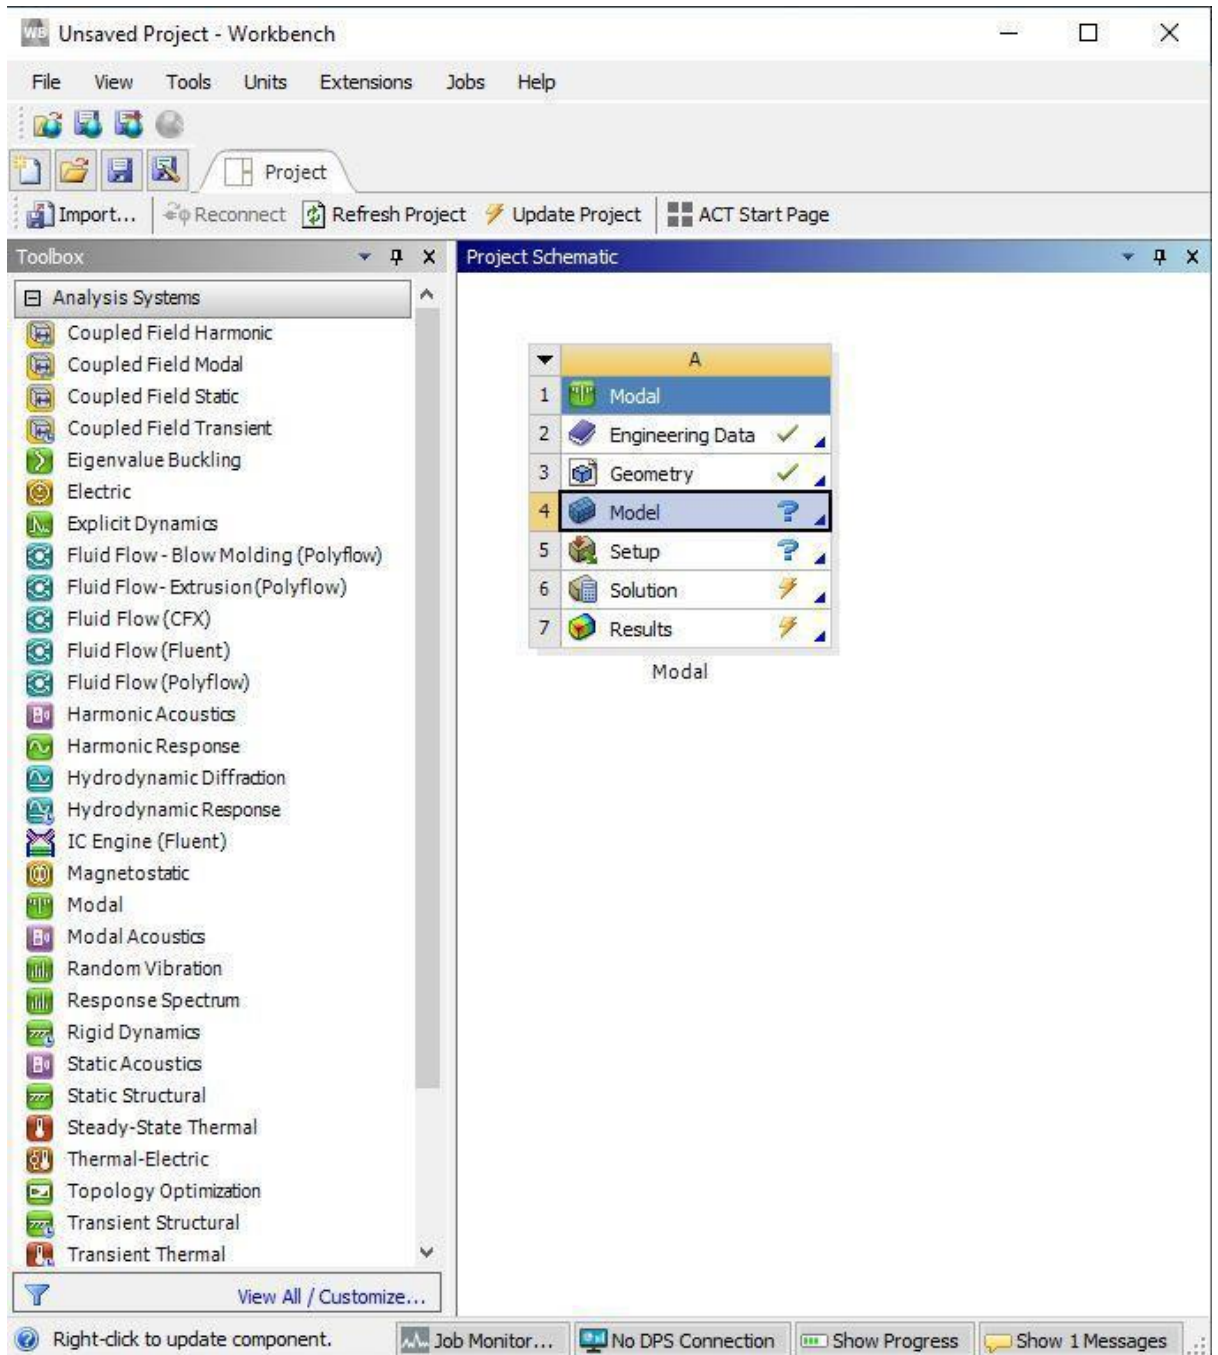 Unsaved Project - Workbench
File View Tools Units Extensions Jobs Help
Project
Import... Reconnect Refresh Project Update Project ACT Start Page
Toolbox
Analysis Systems
Coupled Field Harmonic
Coupled Field Modal
Coupled Field Static
Coupled Field Transient
Eigenvalue Buckling
Electric
Explicit Dynamics
Fluid Flow - Blow Molding (Polyflow)
Fluid Flow - Extrusion (Polyflow)
Fluid Flow (CFX)
Fluid Flow (Fluent)
Fluid Flow (Polyflow)
Harmonic Acoustics
Harmonic Response
Hydrodynamic Diffraction
Hydrodynamic Response
IC Engine (Fluent)
Magnetostatic
Modal
Modal Acoustics
Random Vibration
Response Spectrum
Rigid Dynamics
Static Acoustics
Static Structural
Steady-State Thermal
Thermal-Electric
Topology Optimization
Transient Structural
Transient Thermal
View All / Customize...
Project Schematic
A
1 Modal
2 Engineering Data
3 Geometry
4 Model ?
5 Setup ?
6 Solution
7 Results
Modal
Right-click to update component. Job Monitor... No DPS Connection Show Progress Show 1 Messages